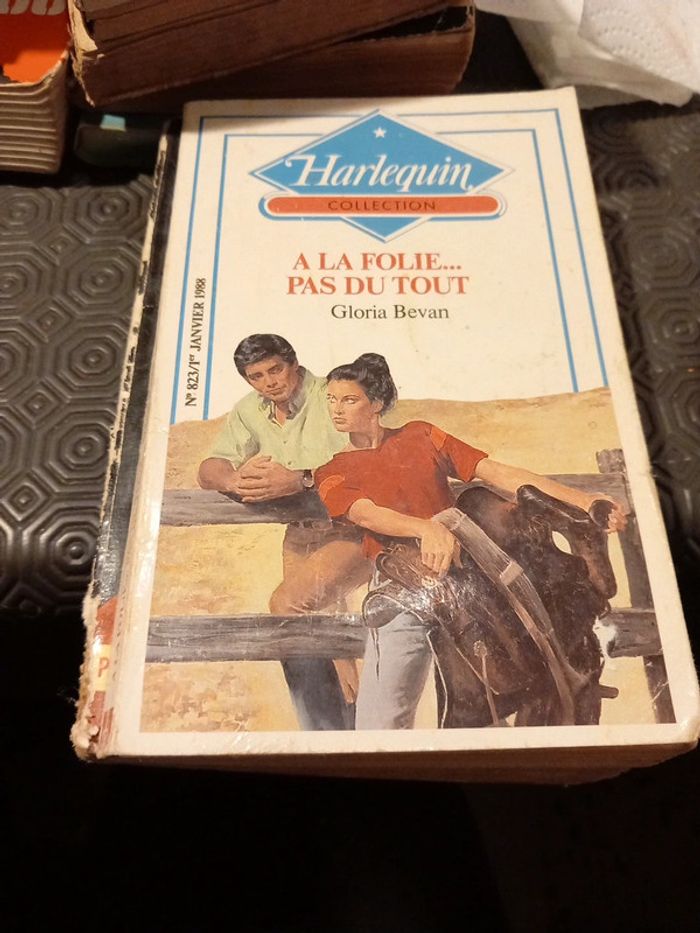 Harlequin
COLLECTION
A LA FOLIE...
PAS DU TOUT
Gloria Bevan
N° 823/1er JANVIER 1988